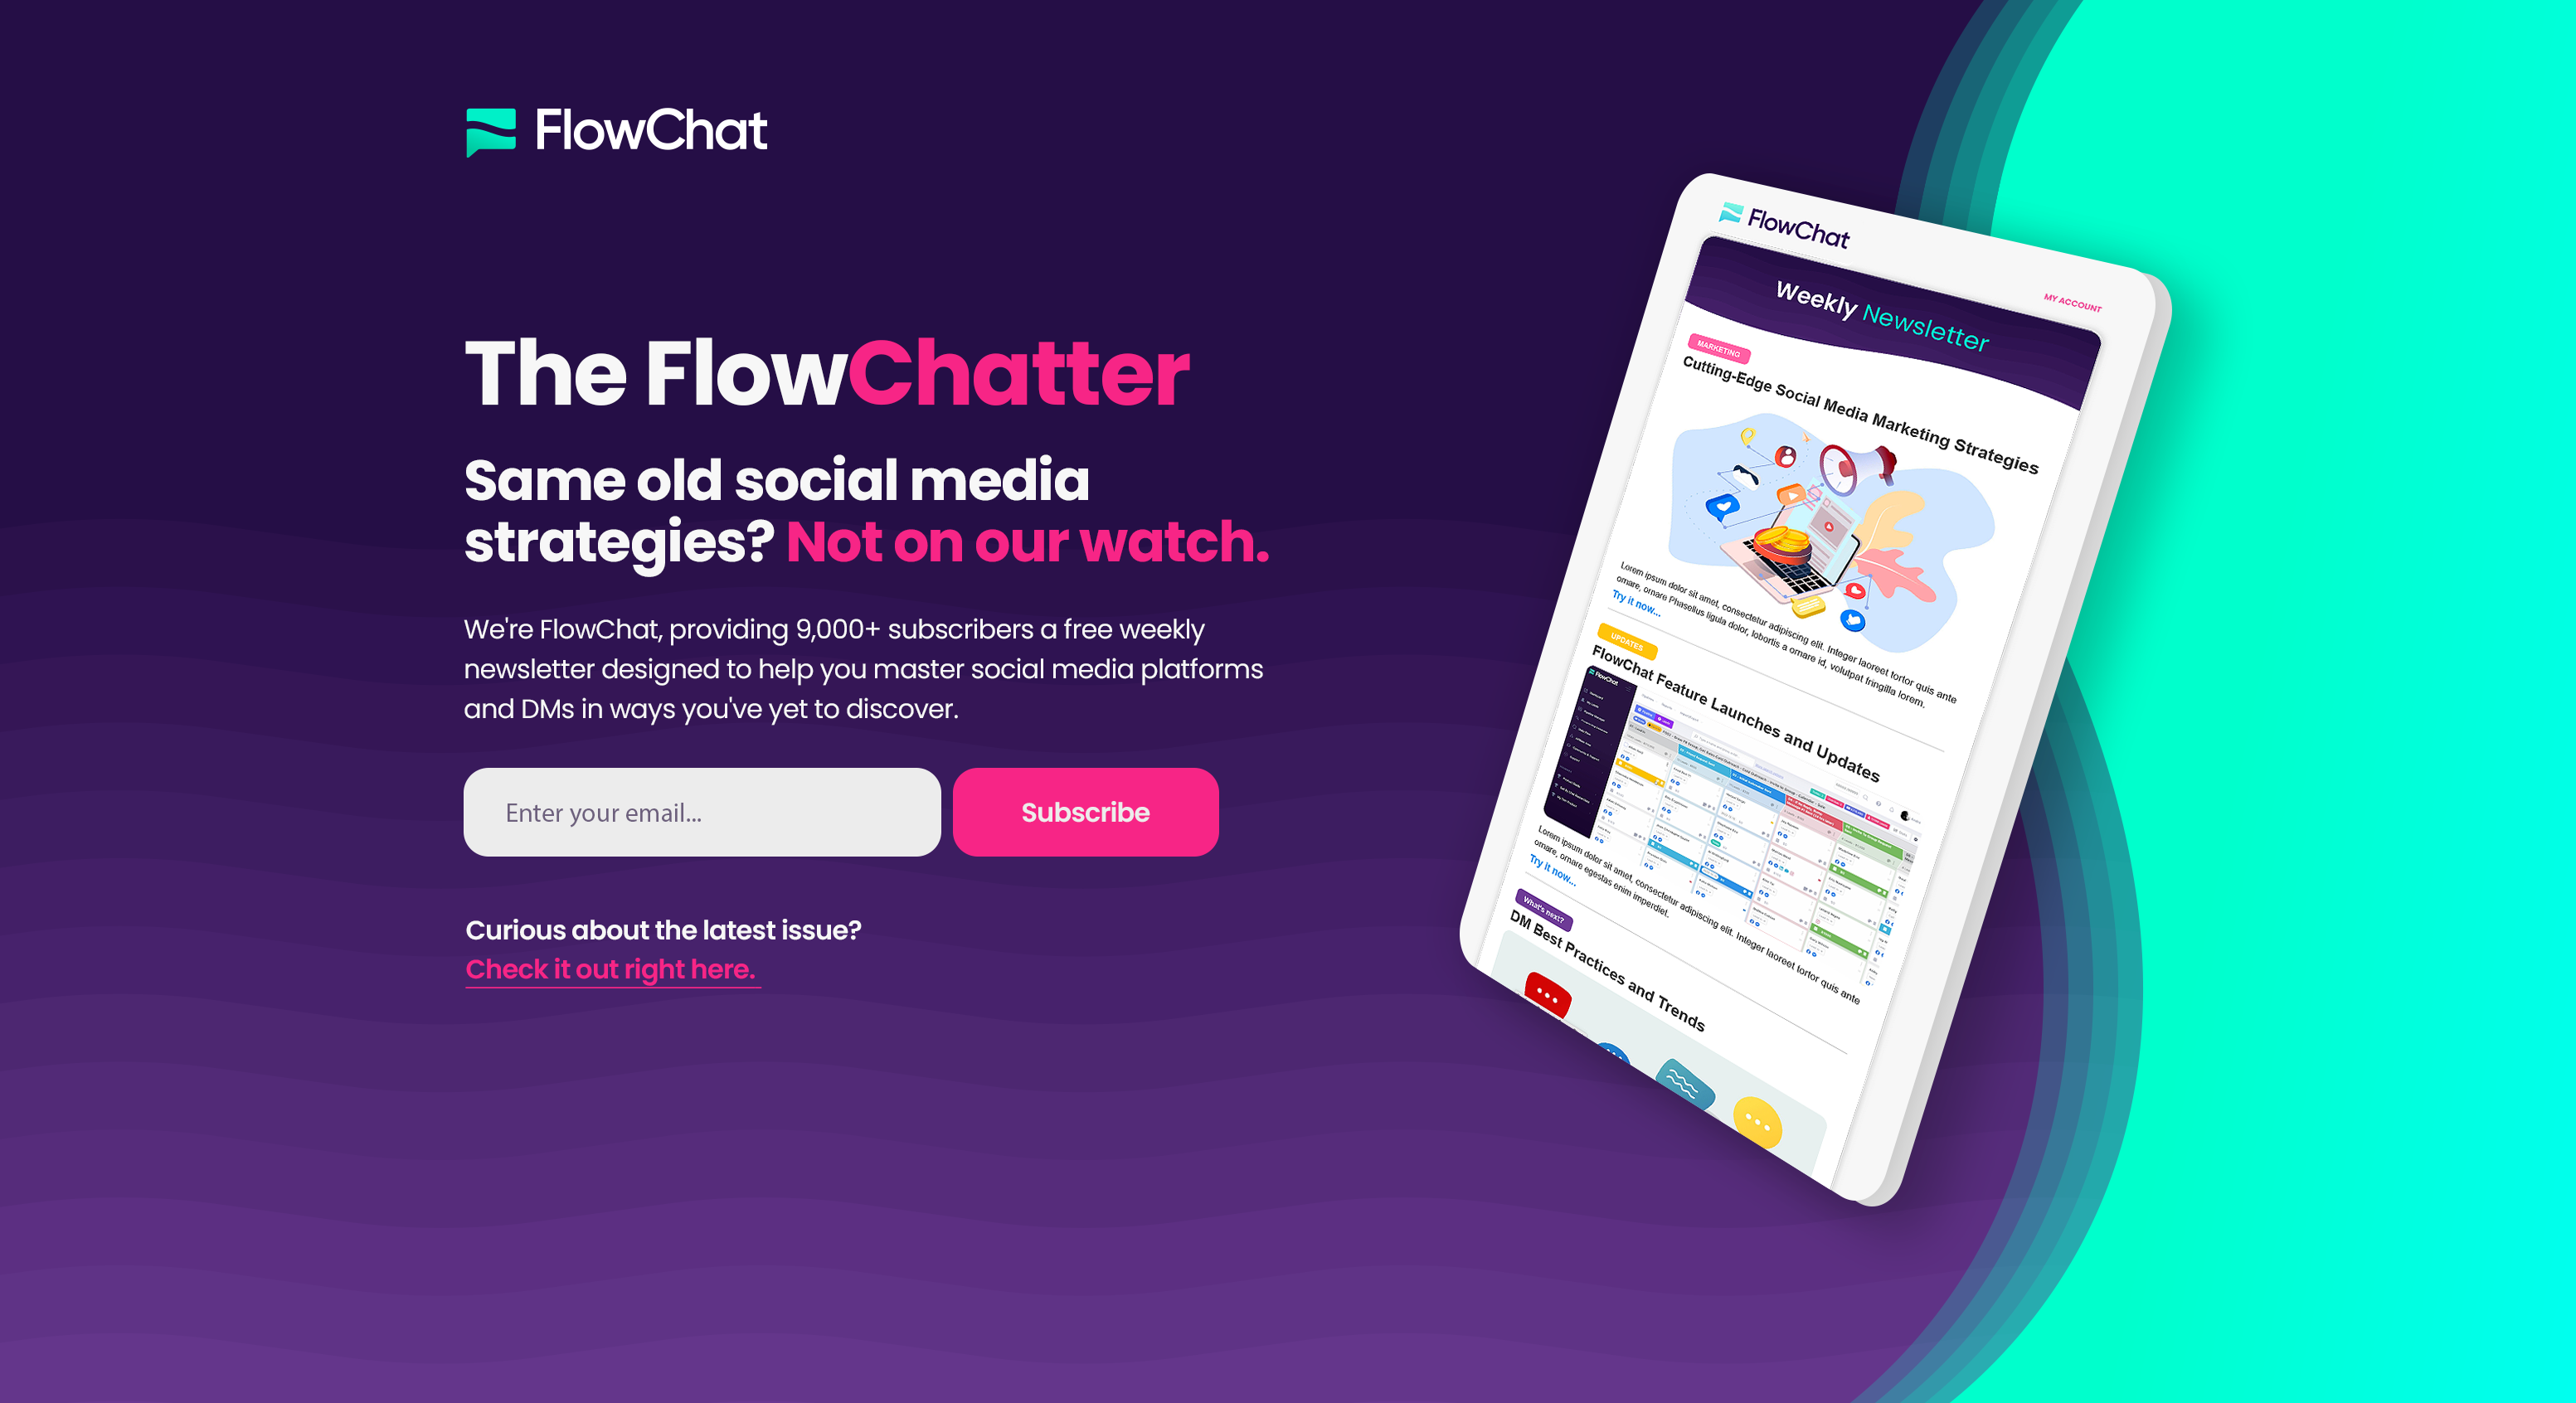 FlowChat
The FlowChatter
Same old social media
strategies? Not on our watch.
We're FlowChat, providing 9,000+ subscribers a free weekly
newsletter designed to help you master social media platforms
and DMs in ways you've yet to discover.
Enter your email...
Subscribe
Curious about the latest issue?
Check it out right here.
FlowChat
MY ACCOUNT
Weekly Newsletter
MARKETING
Cutting-Edge Social Media Marketing Strategies
Lorem ipsum dolor sit amet, consectetur adipiscing elit. Integer laoreet tortor quis ante
ornare, ornare Phasellus ligula dolor, lobortis a ornare id, volutpat fringilla lorem.
Try it now...
UPDATES
FlowChat Feature Launches and Updates
FlowChat
Lorem ipsum dolor sit amet, consectetur adipiscing elit. Integer laoreet tortor quis ante
ornare, ornare egestas enim imperdiet.
Try it now...
What's next?
DM Best Practices and Trends